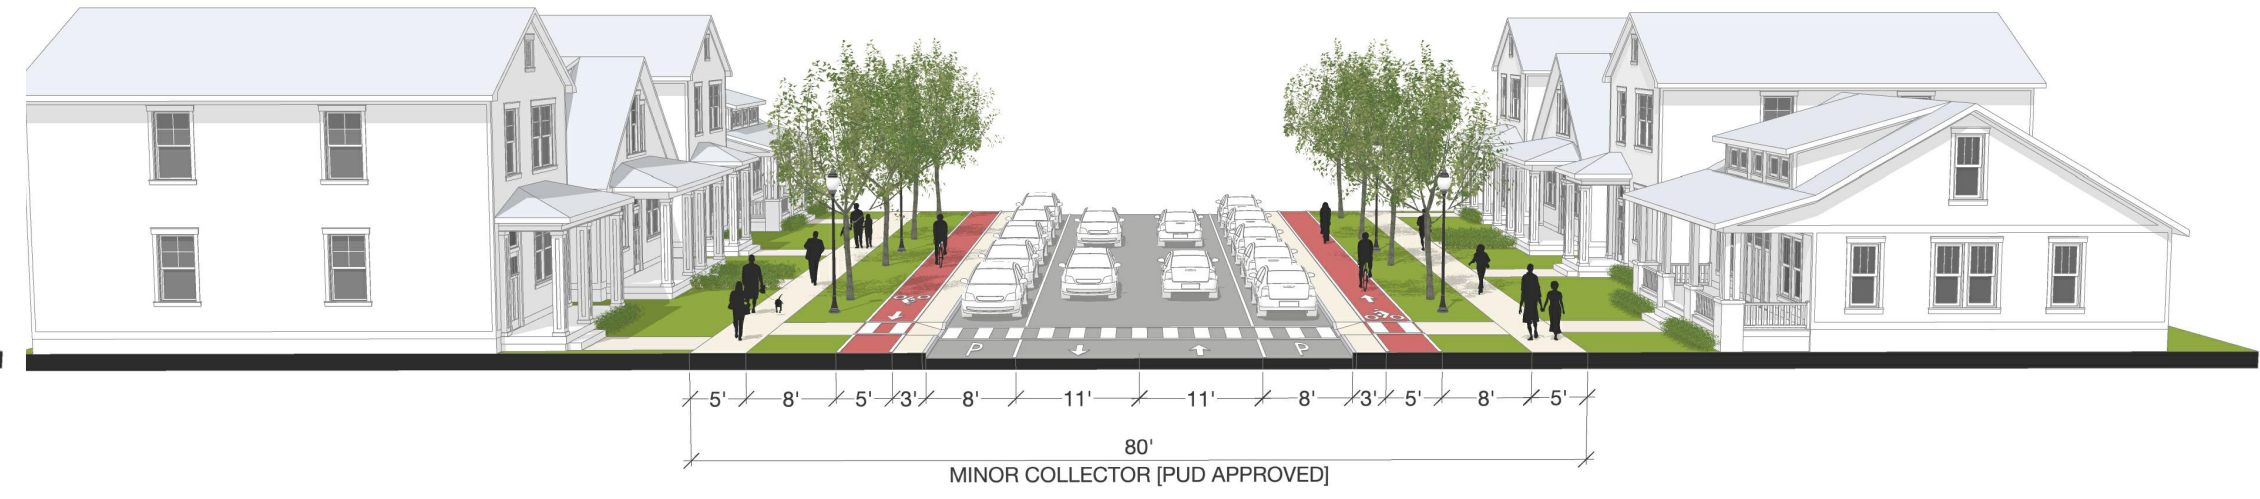 P P
5' 8' 5' 3' 8' 11' 11' 8' 3' 5' 8' 5'
80'
MINOR COLLECTOR [PUD APPROVED]